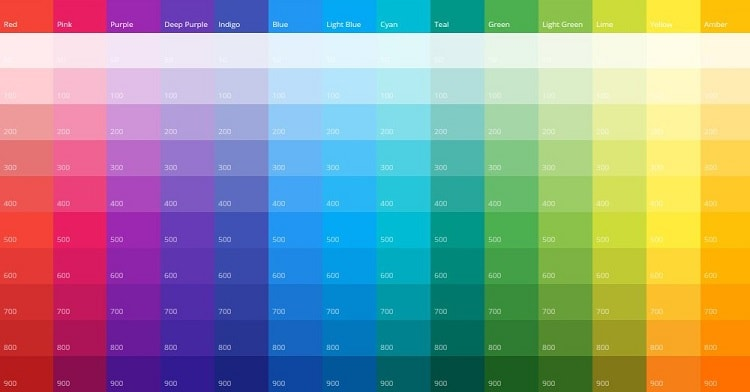 Red Pink Purple Deep Purple Indigo Blue Light Blue Cyan Teal Green Light Green Lime Yellow Amber
100 100 100 100 100 100 100 100 100 100 100 100 100 100
200 200 200 200 200 200 200 200 200 200 200 200 200 200
300 300 300 300 300 300 300 300 300 300 300 300 300 300
400 400 400 400 400 400 400 400 400 400 400 400 400 400
500 500 500 500 500 500 500 500 500 500 500 500 500 500
600 600 600 600 600 600 600 600 600 600 600 600 600 600
700 700 700 700 700 700 700 700 700 700 700 700 700 700
800 800 800 800 800 800 800 800 800 800 800 800 800 800
900 900 900 900 900 900 900 900 900 900 900 900 900 900